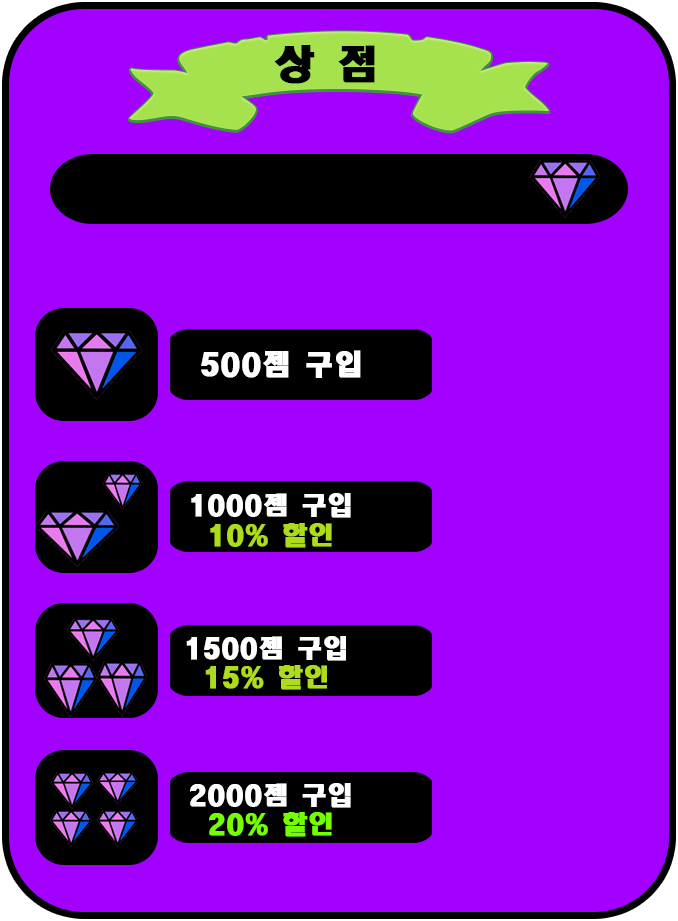 상 점
500젬 구입
1000젬 구입
10% 할인
1500젬 구입
15% 할인
2000젬 구입
20% 할인